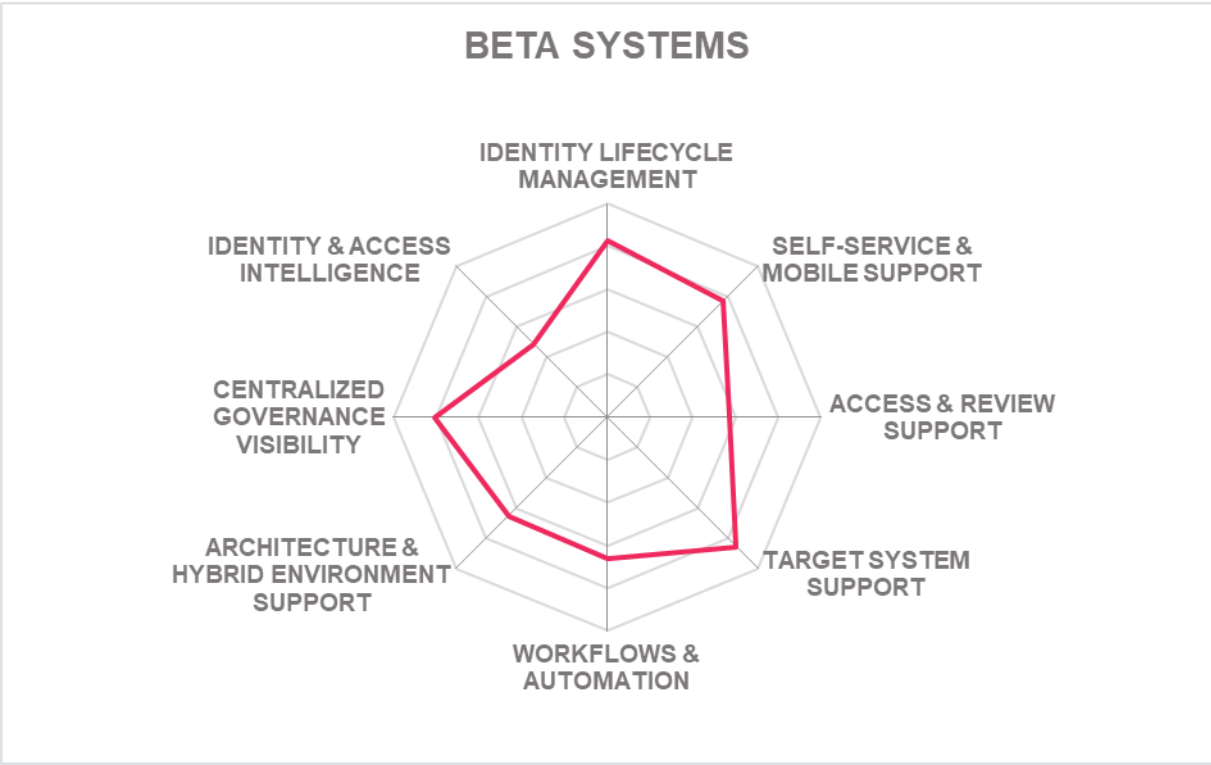 BETA SYSTEMS
IDENTITY LIFECYCLE
MANAGEMENT
SELF-SERVICE &
MOBILE SUPPORT
ACCESS & REVIEW
SUPPORT
TARGET SYSTEM
SUPPORT
WORKFLOWS &
AUTOMATION
ARCHITECTURE &
HYBRID ENVIRONMENT
SUPPORT
CENTRALIZED
GOVERNANCE
VISIBILITY
IDENTITY & ACCESS
INTELLIGENCE